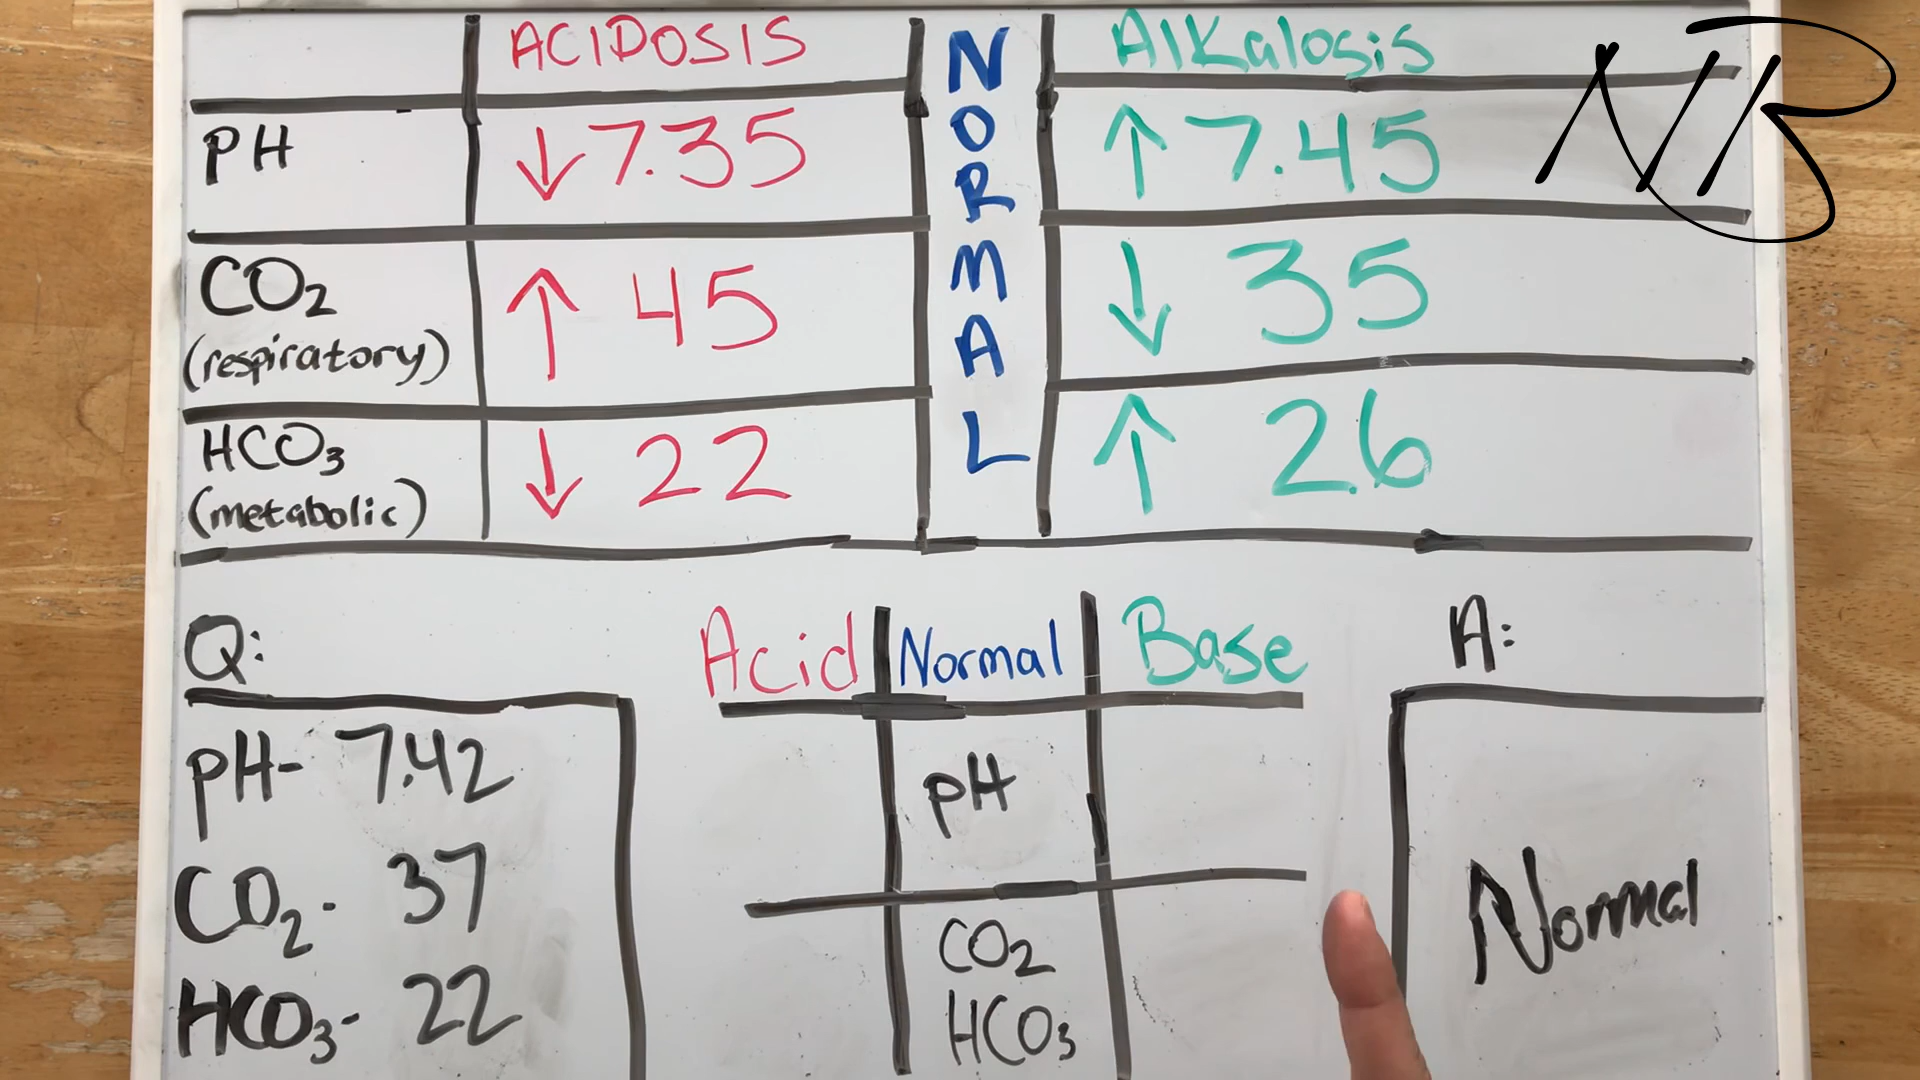 ACIDOSIS NORMAL Alkalosis
PH ↓ 7.35 ↑ 7.45
CO₂ (respiratory) ↑ 45 ↓ 35
HCO₃ (metabolic) ↓ 22 ↑ 26
NR
Q:
pH- 7.42
CO₂- 37
HCO₃- 22
Acid Normal Base
pH
CO₂
HCO₃
A:
Normal